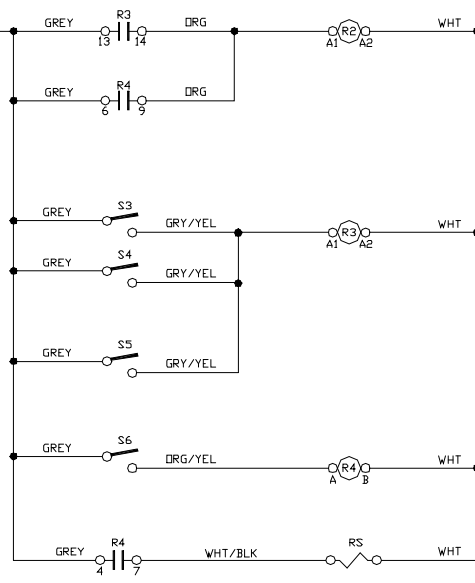 GREY R3 ORG WHT
13 14 R2 A1 A2
GREY R4 ORG
6 9
GREY S3 GRY/YEL WHT
R3 A1 A2
GREY S4 GRY/YEL
GREY S5 GRY/YEL
GREY S6 ORG/YEL WHT
R4 A B
GREY R4 WHT/BLK RS WHT
4 7